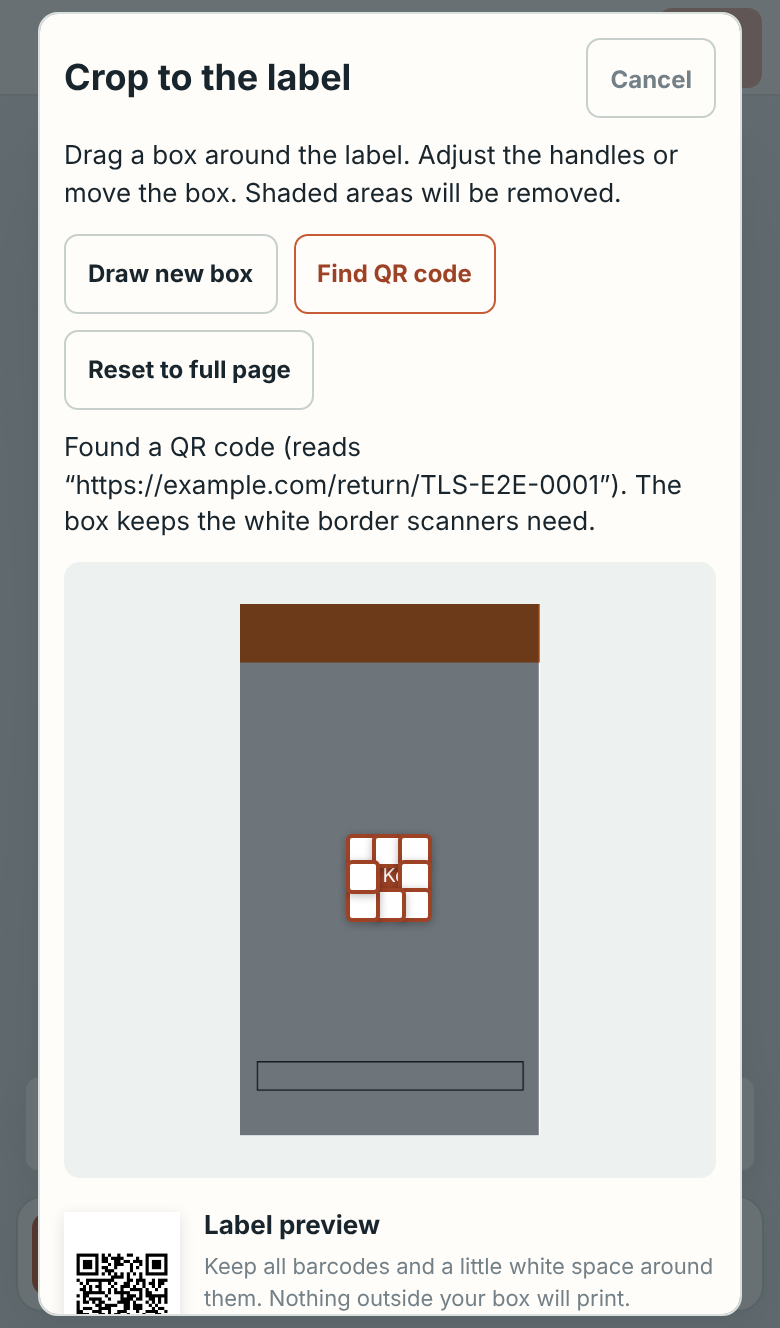 Crop to the label
Cancel
Drag a box around the label. Adjust the handles or
move the box. Shaded areas will be removed.
Draw new box
Find QR code
Reset to full page
Found a QR code (reads
“https://example.com/return/TLS-E2E-0001”). The
box keeps the white border scanners need.
Label preview
Keep all barcodes and a little white space around
them. Nothing outside your box will print.